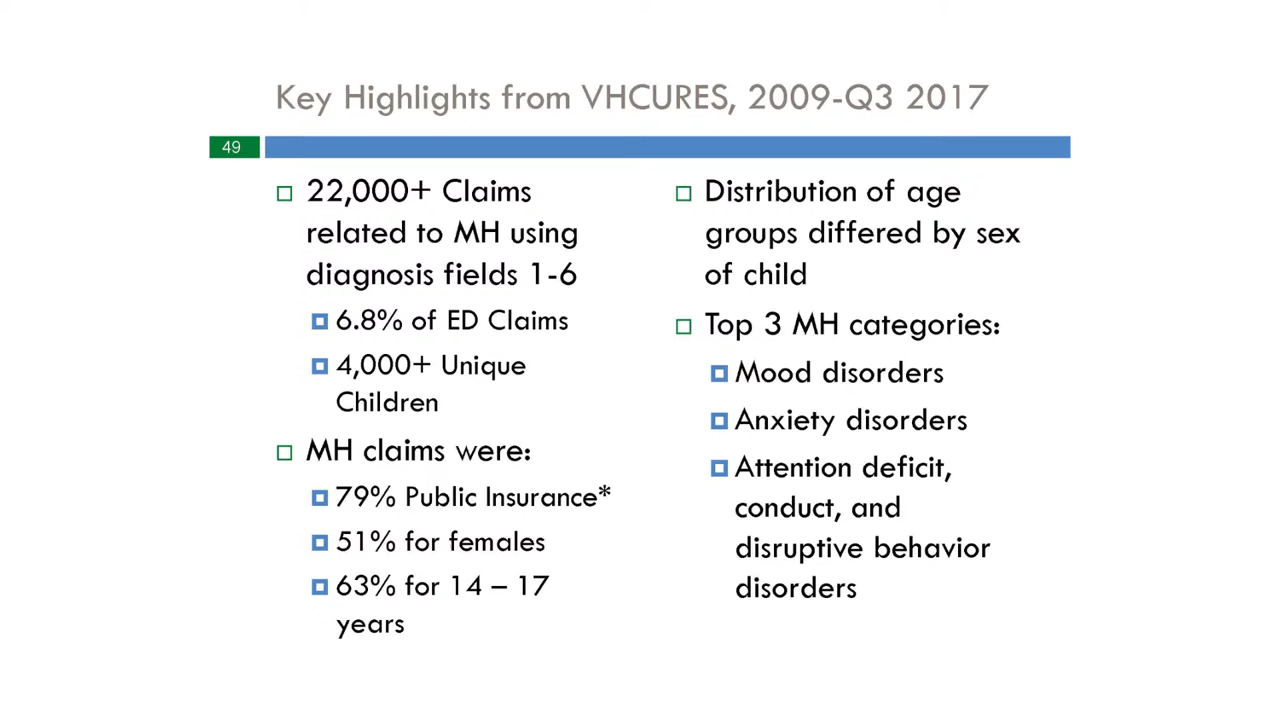 Key Highlights from VHCURES, 2009-Q3 2017
49
22,000+ Claims
related to MH using
diagnosis fields 1-6
6.8% of ED Claims
4,000+ Unique
Children
MH claims were:
79% Public Insurance*
51% for females
63% for 14 – 17
years
Distribution of age
groups differed by sex
of child
Top 3 MH categories:
Mood disorders
Anxiety disorders
Attention deficit,
conduct, and
disruptive behavior
disorders